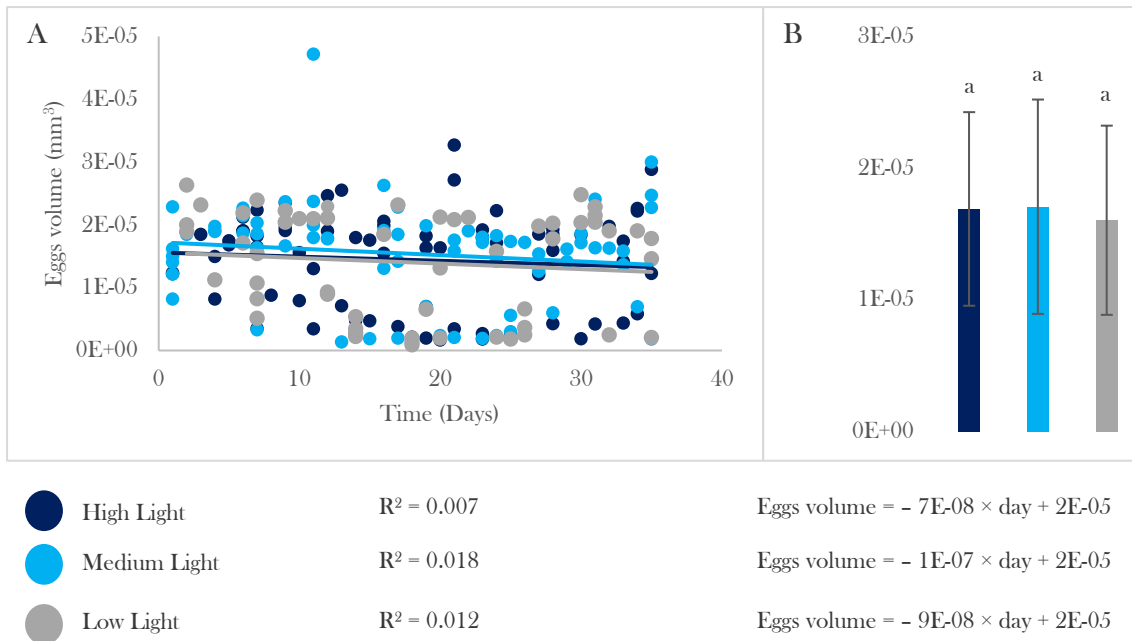 A
Eggs volume (mm³)
5E-05
4E-05
3E-05
2E-05
1E-05
0E+00
0
10
20
30
40
Time (Days)
B
3E-05
2E-05
1E-05
0E+00
a
a
a
High Light R² = 0.007 Eggs volume = – 7E-08 × day + 2E-05
Medium Light R² = 0.018 Eggs volume = – 1E-07 × day + 2E-05
Low Light R² = 0.012 Eggs volume = – 9E-08 × day + 2E-05